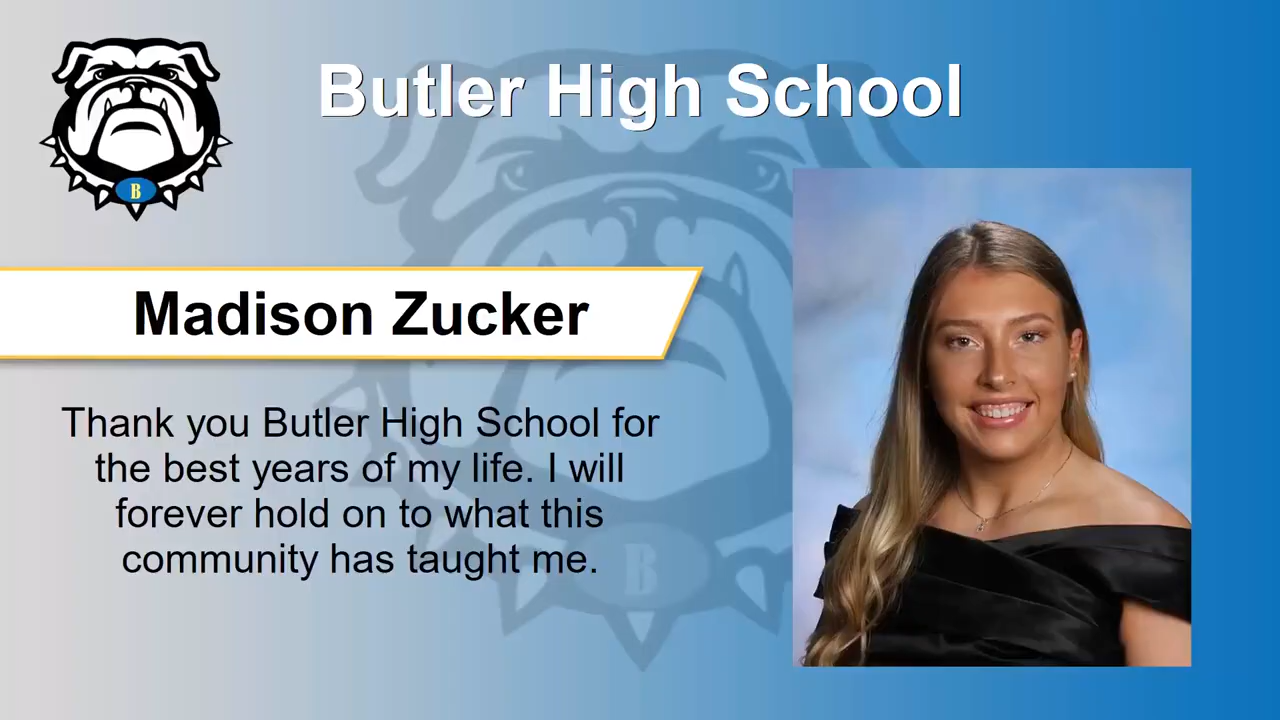 Butler High School
B
Madison Zucker
Thank you Butler High School for
the best years of my life. I will
forever hold on to what this
community has taught me.
B